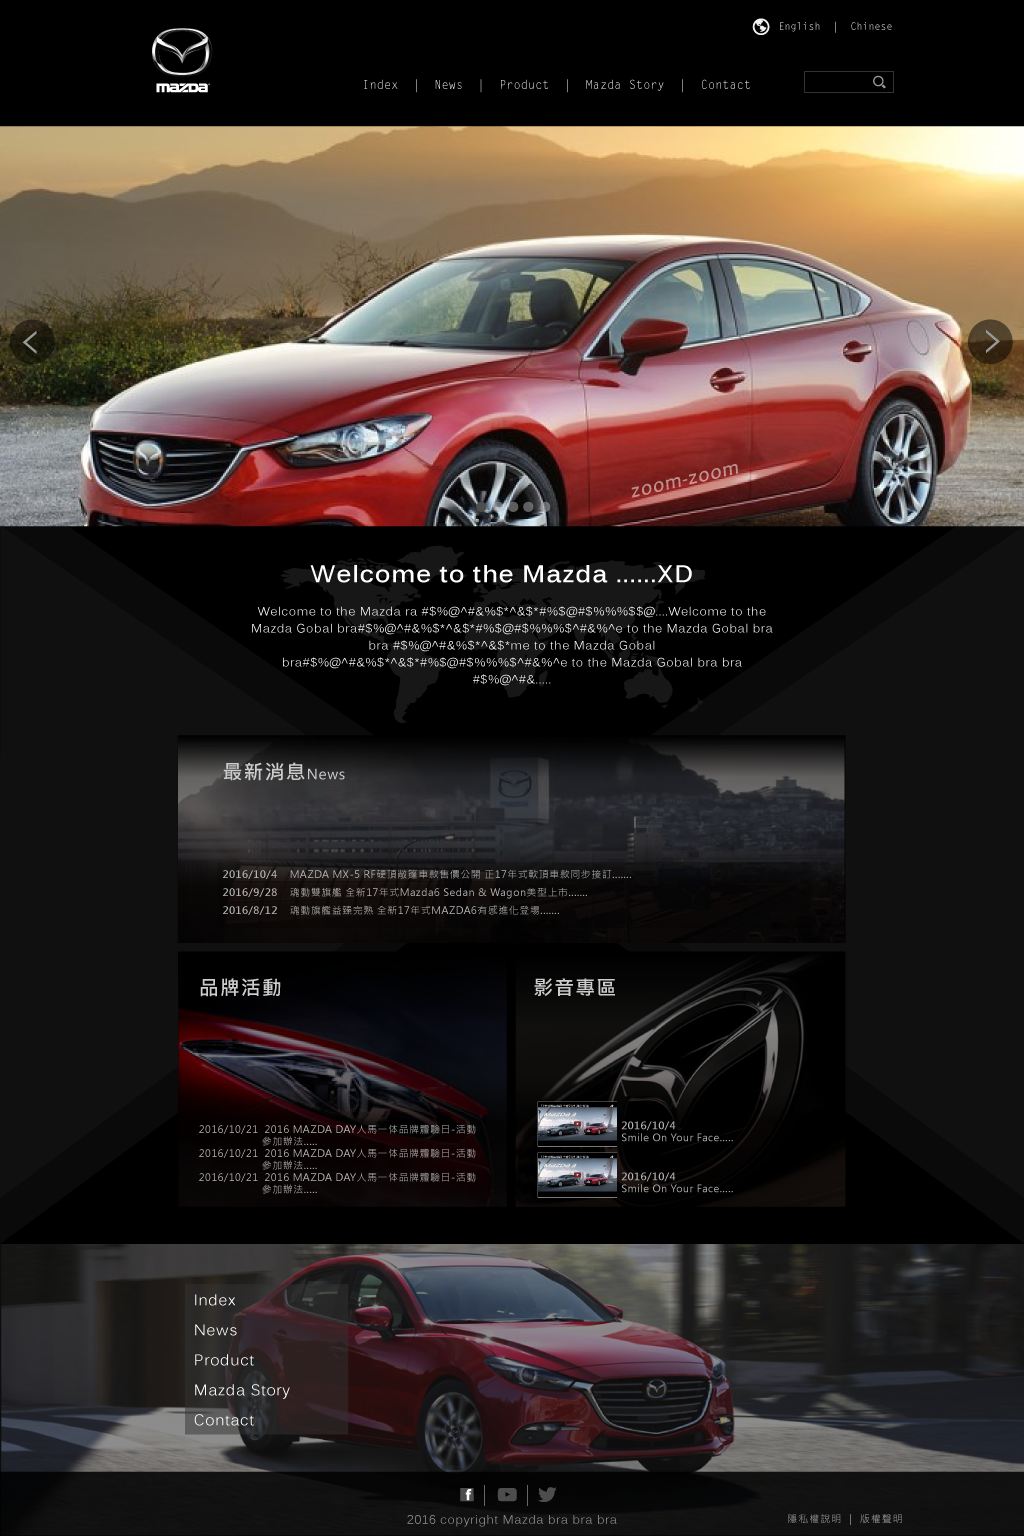 English | Chinese
mazda
Index | News | Product | Mazda Story | Contact
zoom-zoom
Welcome to the Mazda ......XD
Welcome to the Mazda ra #$%@^#&%$*^&$*#%$@#$%%%$$@....Welcome to the
Mazda Gobal bra#$%@^#&%$*^&$*#%$@#$%%%$^#&%^e to the Mazda Gobal bra
bra #$%@^#&%$*^&$*me to the Mazda Gobal
bra#$%@^#&%$*^&$*#%$@#$%%%$^#&%^e to the Mazda Gobal bra bra
#$%@^#&.....
最新消息News
2016/10/4 MAZDA MX-5 RF硬頂敞篷車款售價公開 正17年式軟頂車款同步接訂.......
2016/9/28 魂動雙旗艦 全新17年式Mazda6 Sedan & Wagon类型上市.......
2016/8/12 魂動旗艦益臻完熟 全新17年式MAZDA6有感進化登場.......
品牌活動
2016/10/21 2016 MAZDA DAY人馬一体品牌體驗日-活動
參加辦法.....
2016/10/21 2016 MAZDA DAY人馬一体品牌體驗日-活動
參加辦法.....
2016/10/21 2016 MAZDA DAY人馬一体品牌體驗日-活動
參加辦法.....
影音專區
2016/10/4
Smile On Your Face.....
2016/10/4
Smile On Your Face.....
Index
News
Product
Mazda Story
Contact
2016 copyright Mazda bra bra bra
隱私權說明 | 版權聲明